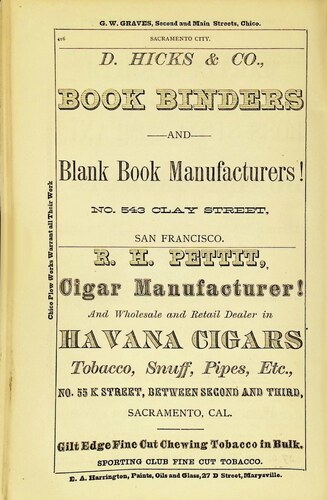 G. W. GRAVES, Second and Main Streets, Chico.
426 SACRAMENTO CITY.
D. HICKS & CO.,
BOOK BINDERS
—AND—
Blank Book Manufacturers!
NO. 543 CLAY STREET,
SAN FRANCISCO.
R. H. PETTIT,
Cigar Manufacturer!
And Wholesale and Retail Dealer in
HAVANA CIGARS
Tobacco, Snuff, Pipes, Etc.,
NO. 55 K STREET, BETWEEN SECOND AND THIRD,
SACRAMENTO, CAL.
Gilt Edge Fine Cut Chewing Tobacco in Bulk.
SPORTING CLUB FINE CUT TOBACCO.
E. A. Harrington, Paints, Oils and Glass, 27 D Street, Marysville.
Chico Plow Works Warrant all Their Work